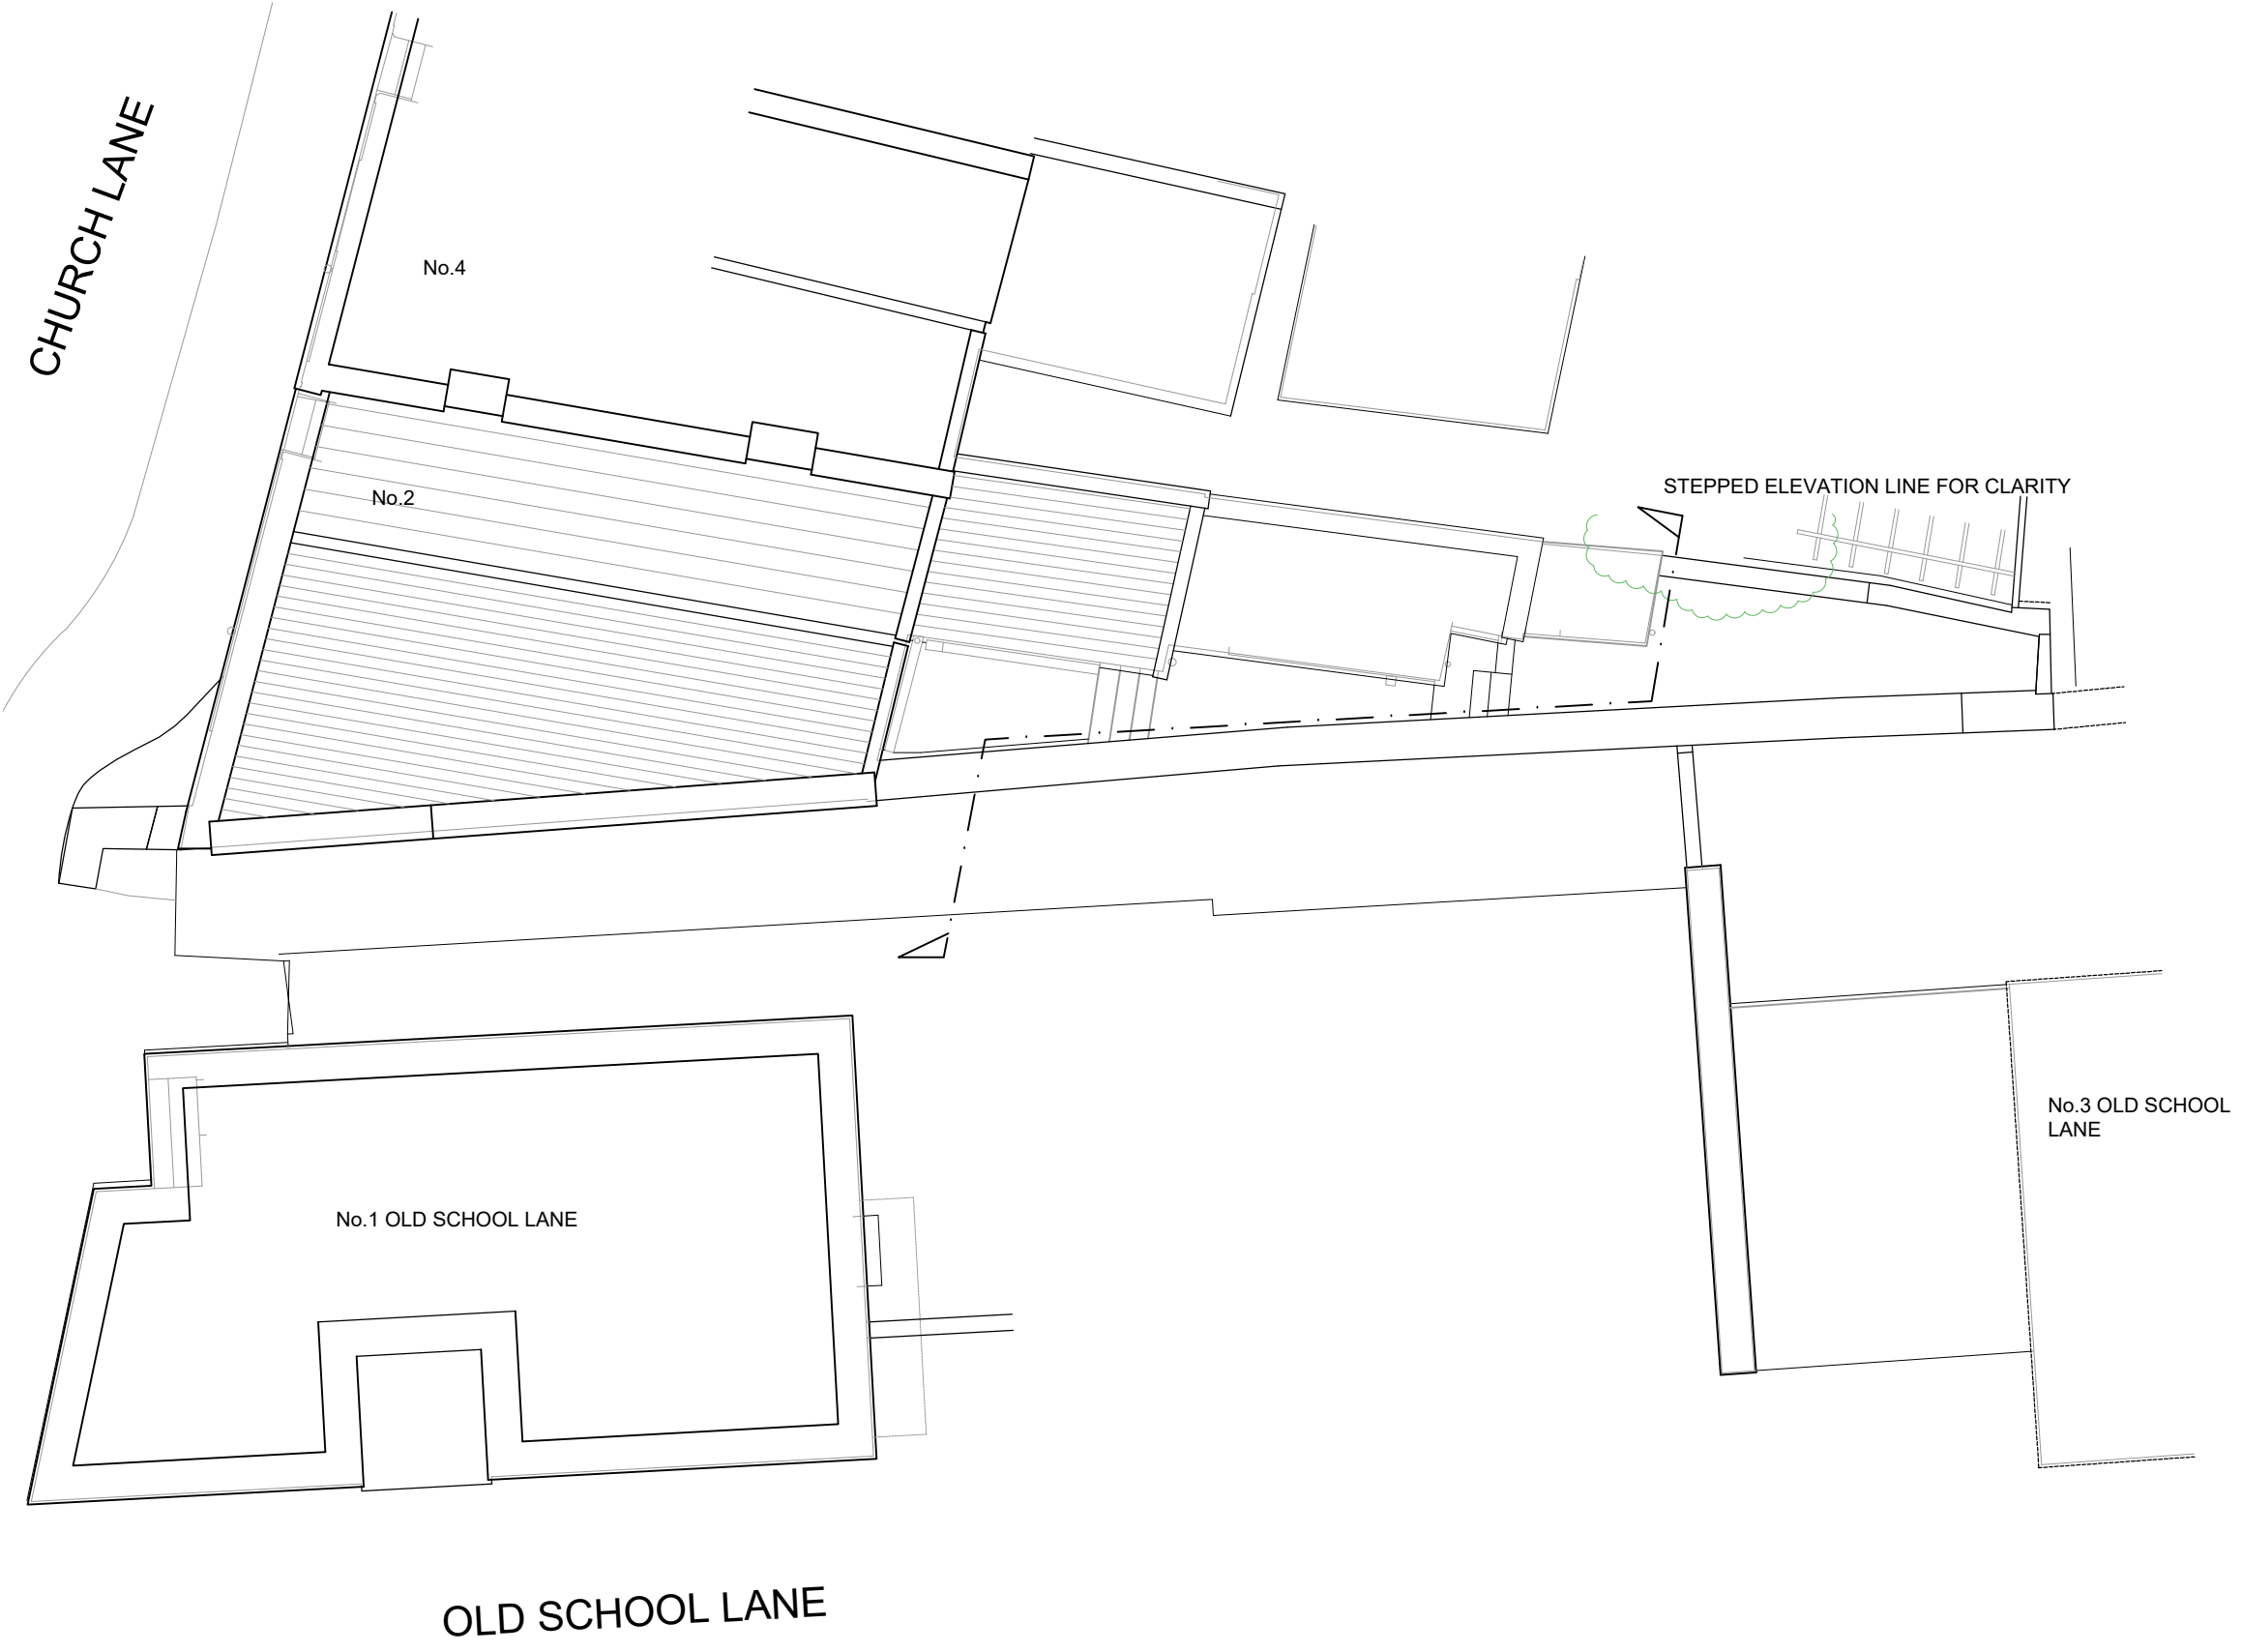 CHURCH LANE
No.4
STEPPED ELEVATION LINE FOR CLARITY
No.2
No.3 OLD SCHOOL
LANE
No.1 OLD SCHOOL LANE
OLD SCHOOL LANE